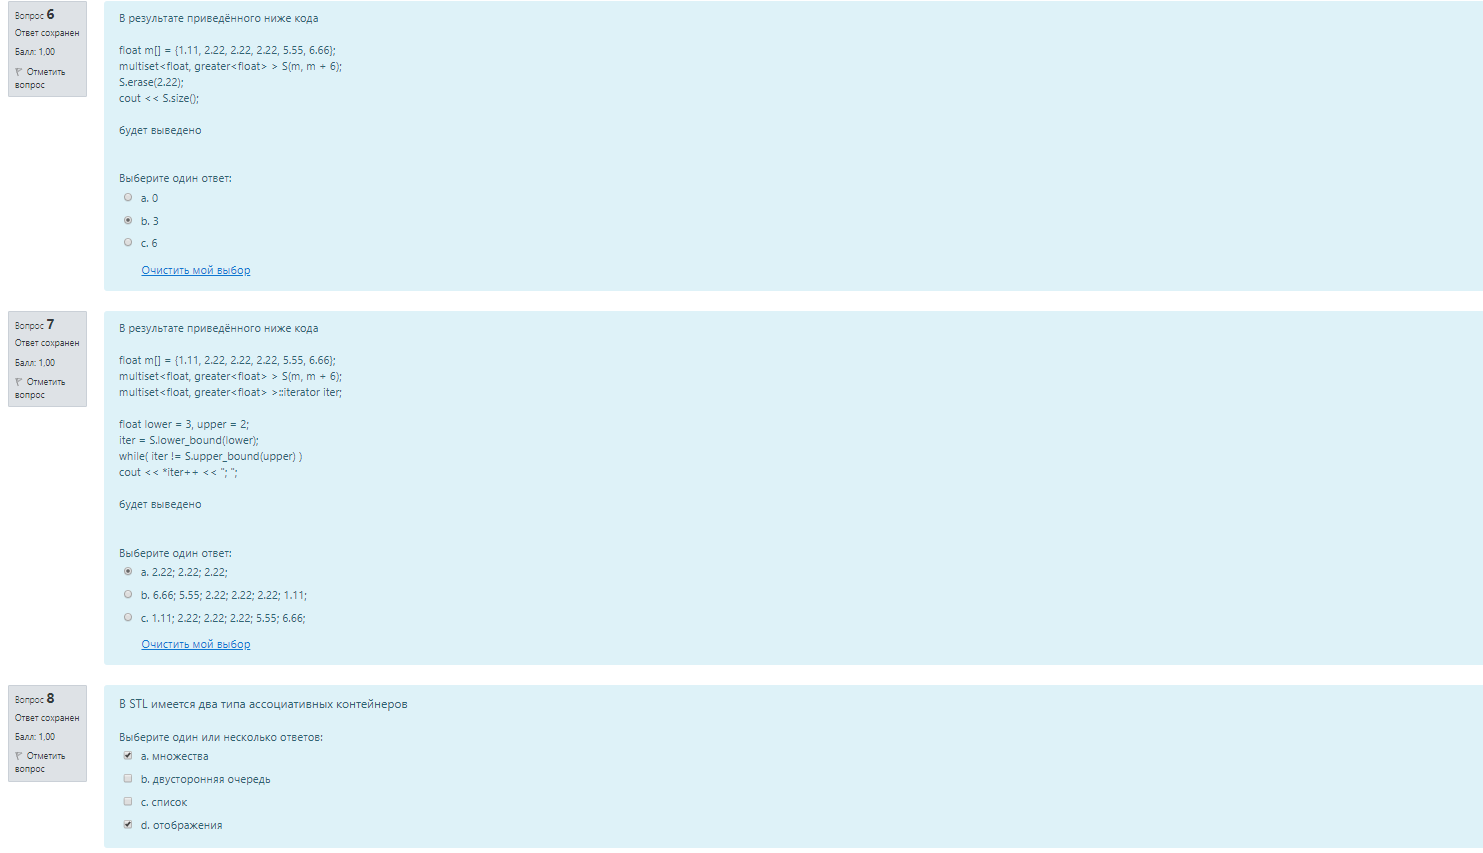 Вопрос 6
Ответ сохранен
Балл: 1,00
Отметить
вопрос
В результате приведённого ниже кода
float m[] = {1.11, 2.22, 2.22, 2.22, 5.55, 6.66};
multiset<float, greater<float> > S(m, m + 6);
S.erase(2.22);
cout << S.size();
будет выведено
Выберите один ответ:
a. 0
b. 3
c. 6
Очистить мой выбор
Вопрос 7
Ответ сохранен
Балл: 1,00
Отметить
вопрос
В результате приведённого ниже кода
float m[] = {1.11, 2.22, 2.22, 2.22, 5.55, 6.66};
multiset<float, greater<float> > S(m, m + 6);
multiset<float, greater<float> >::iterator iter;
float lower = 3, upper = 2;
iter = S.lower_bound(lower);
while( iter != S.upper_bound(upper) )
cout << *iter++ << "; ";
будет выведено
Выберите один ответ:
a. 2.22; 2.22; 2.22;
b. 6.66; 5.55; 2.22; 2.22; 2.22; 1.11;
c. 1.11; 2.22; 2.22; 2.22; 5.55; 6.66;
Очистить мой выбор
Вопрос 8
Ответ сохранен
Балл: 1,00
Отметить
вопрос
В STL имеется два типа ассоциативных контейнеров
Выберите один или несколько ответов:
a. множества
b. двусторонняя очередь
c. список
d. отображения